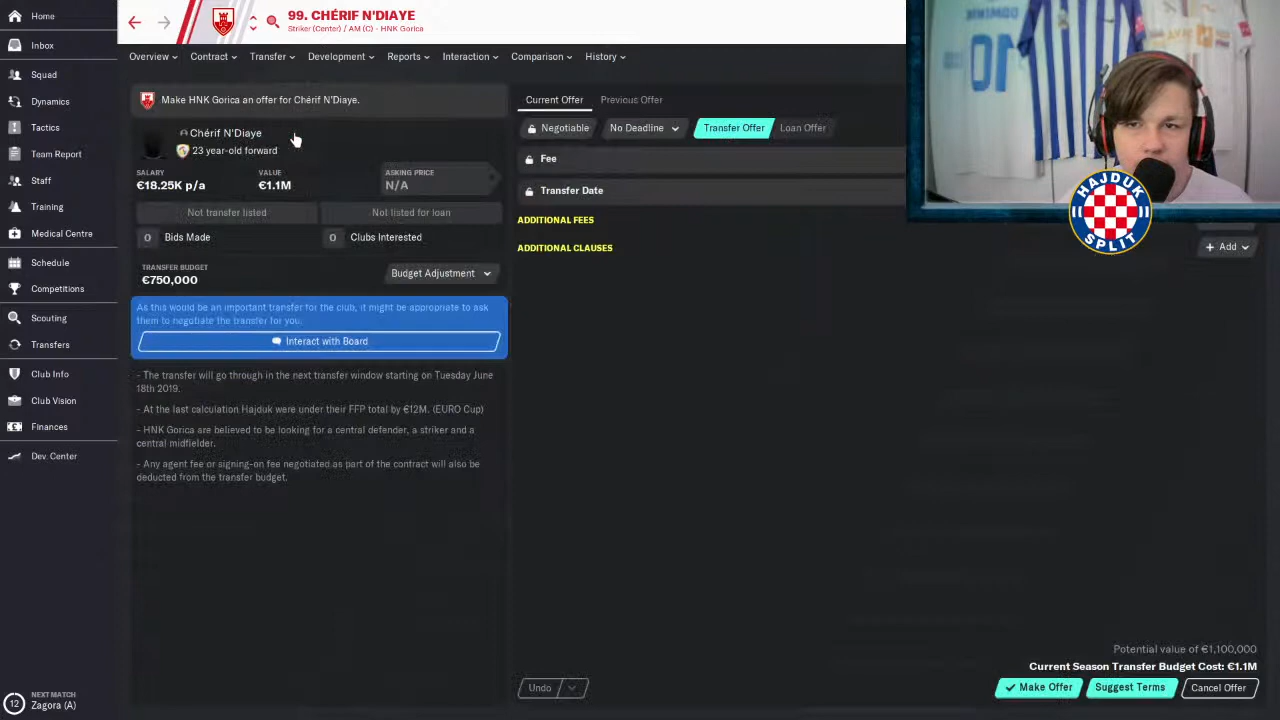 Home
Inbox
Squad
Dynamics
Tactics
Team Report
Staff
Training
Medical Centre
Schedule
Competitions
Scouting
Transfers
Club Info
Club Vision
Finances
Dev. Center
12
NEXT MATCH
Zagora (A)
99. CHÉRIF N'DIAYE
Striker (Center) / AM (C) - HNK Gorica
Overview
Contract
Transfer
Development
Reports
Interaction
Comparison
History
Make HNK Gorica an offer for Chérif N'Diaye.
Chérif N'Diaye
23 year-old forward
SALARY
€18.25K p/a
VALUE
€1.1M
ASKING PRICE
N/A
Not transfer listed
Not listed for loan
0 Bids Made
0 Clubs Interested
TRANSFER BUDGET
€750,000
Budget Adjustment
As this would be an important transfer for the club, it might be appropriate to ask
them to negotiate the transfer for you.
Interact with Board
- The transfer will go through in the next transfer window starting on Tuesday June
18th 2019.
- At the last calculation Hajduk were under their FFP total by €12M. (EURO Cup)
- HNK Gorica are believed to be looking for a central defender, a striker and a
central midfielder.
- Any agent fee or signing-on fee negotiated as part of the contract will also be
deducted from the transfer budget.
Current Offer
Previous Offer
Negotiable
No Deadline
Transfer Offer
Loan Offer
Fee
Transfer Date
ADDITIONAL FEES
ADDITIONAL CLAUSES
+ Add
Undo
Potential value of €1,100,000
Current Season Transfer Budget Cost: €1.1M
Make Offer
Suggest Terms
Cancel Offer
10
HAJDUK
SPLIT